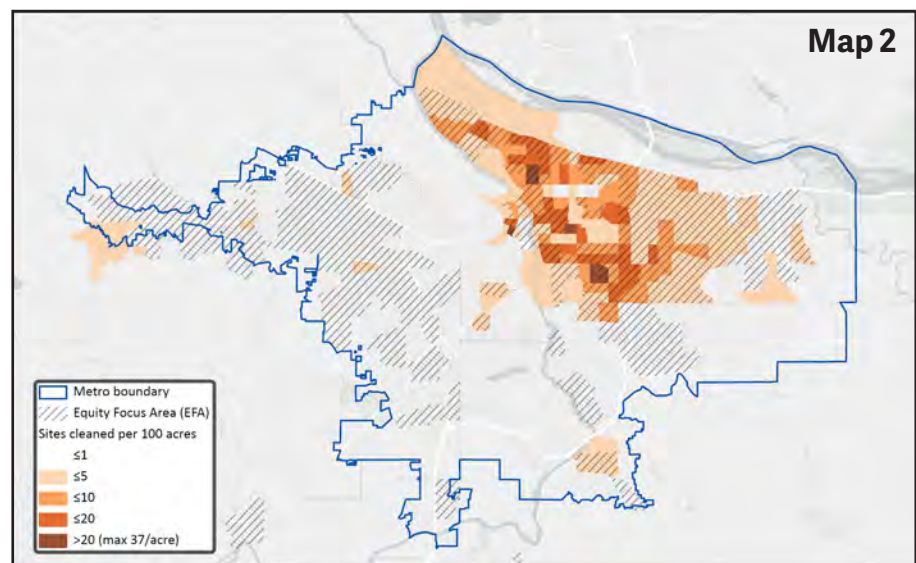 Map 2
Metro boundary
Equity Focus Area (EFA)
Sites cleaned per 100 acres
≤1
≤5
≤10
≤20
>20 (max 37/acre)